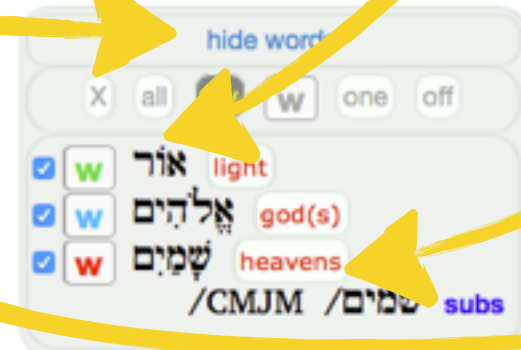 hide words
X all w one off
w אוֹר light
w אֱלֹהִים god(s)
w שָׁמַיִם heavens
/CMJM /שמים subs